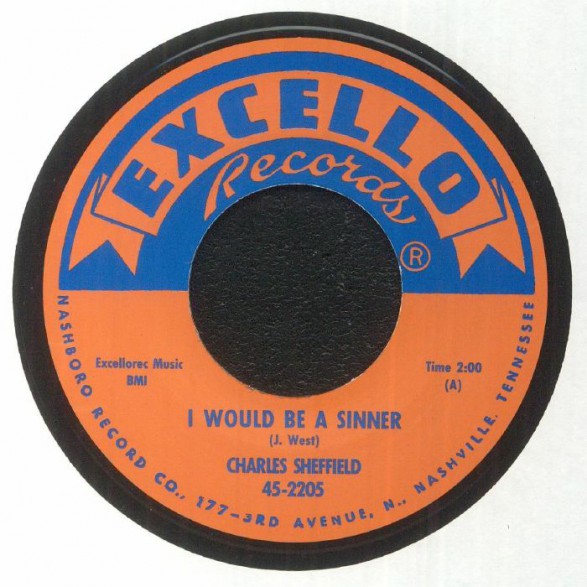 EXCELLO
Records
®
Excellorec Music
BMI
Time 2:00
(A)
I WOULD BE A SINNER
(J. West)
CHARLES SHEFFIELD
45-2205
NASHBORO RECORD CO., 177-3RD AVENUE, N., NASHVILLE, TENNESSEE